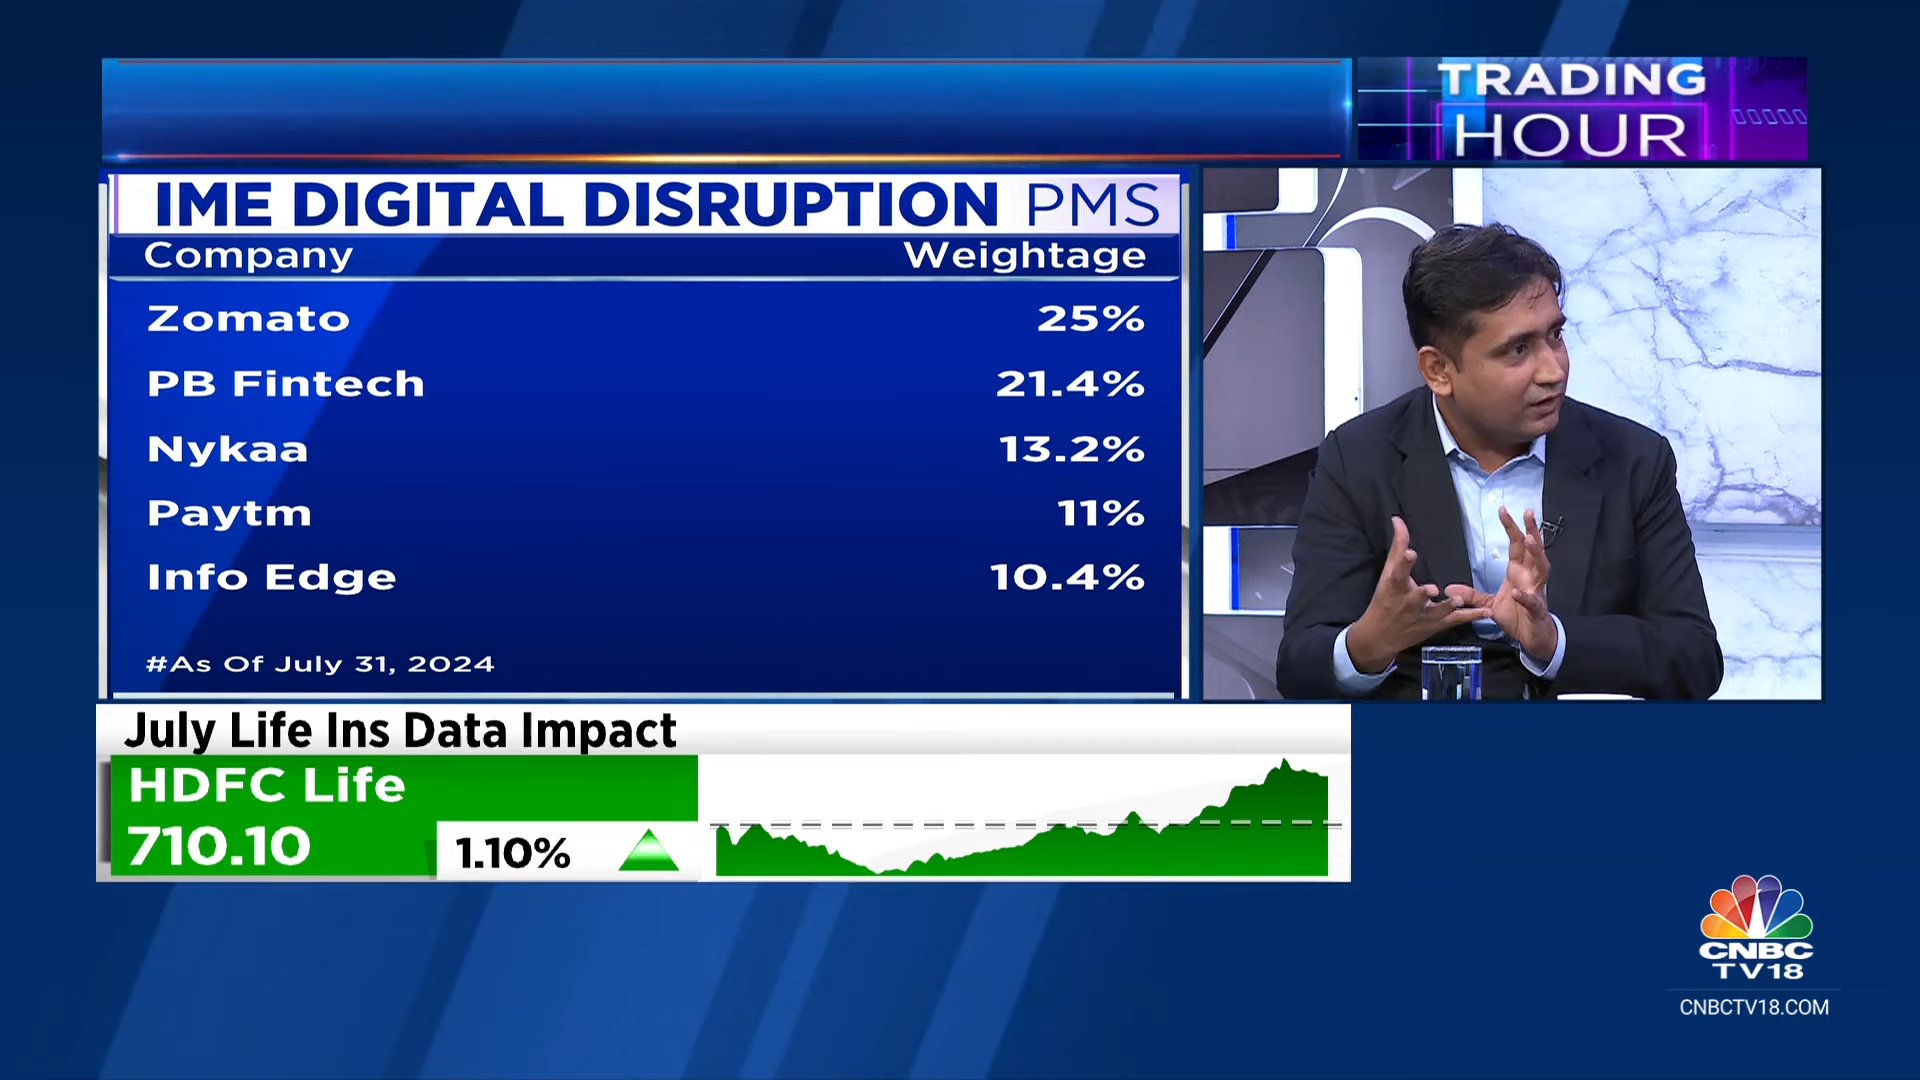 TRADING
HOUR
IME DIGITAL DISRUPTION PMS
Company Weightage
Zomato 25%
PB Fintech 21.4%
Nykaa 13.2%
Paytm 11%
Info Edge 10.4%
#As Of July 31, 2024
July Life Ins Data Impact
HDFC Life
710.10
1.10%
CNBC
TV18
CNBCTV18.COM